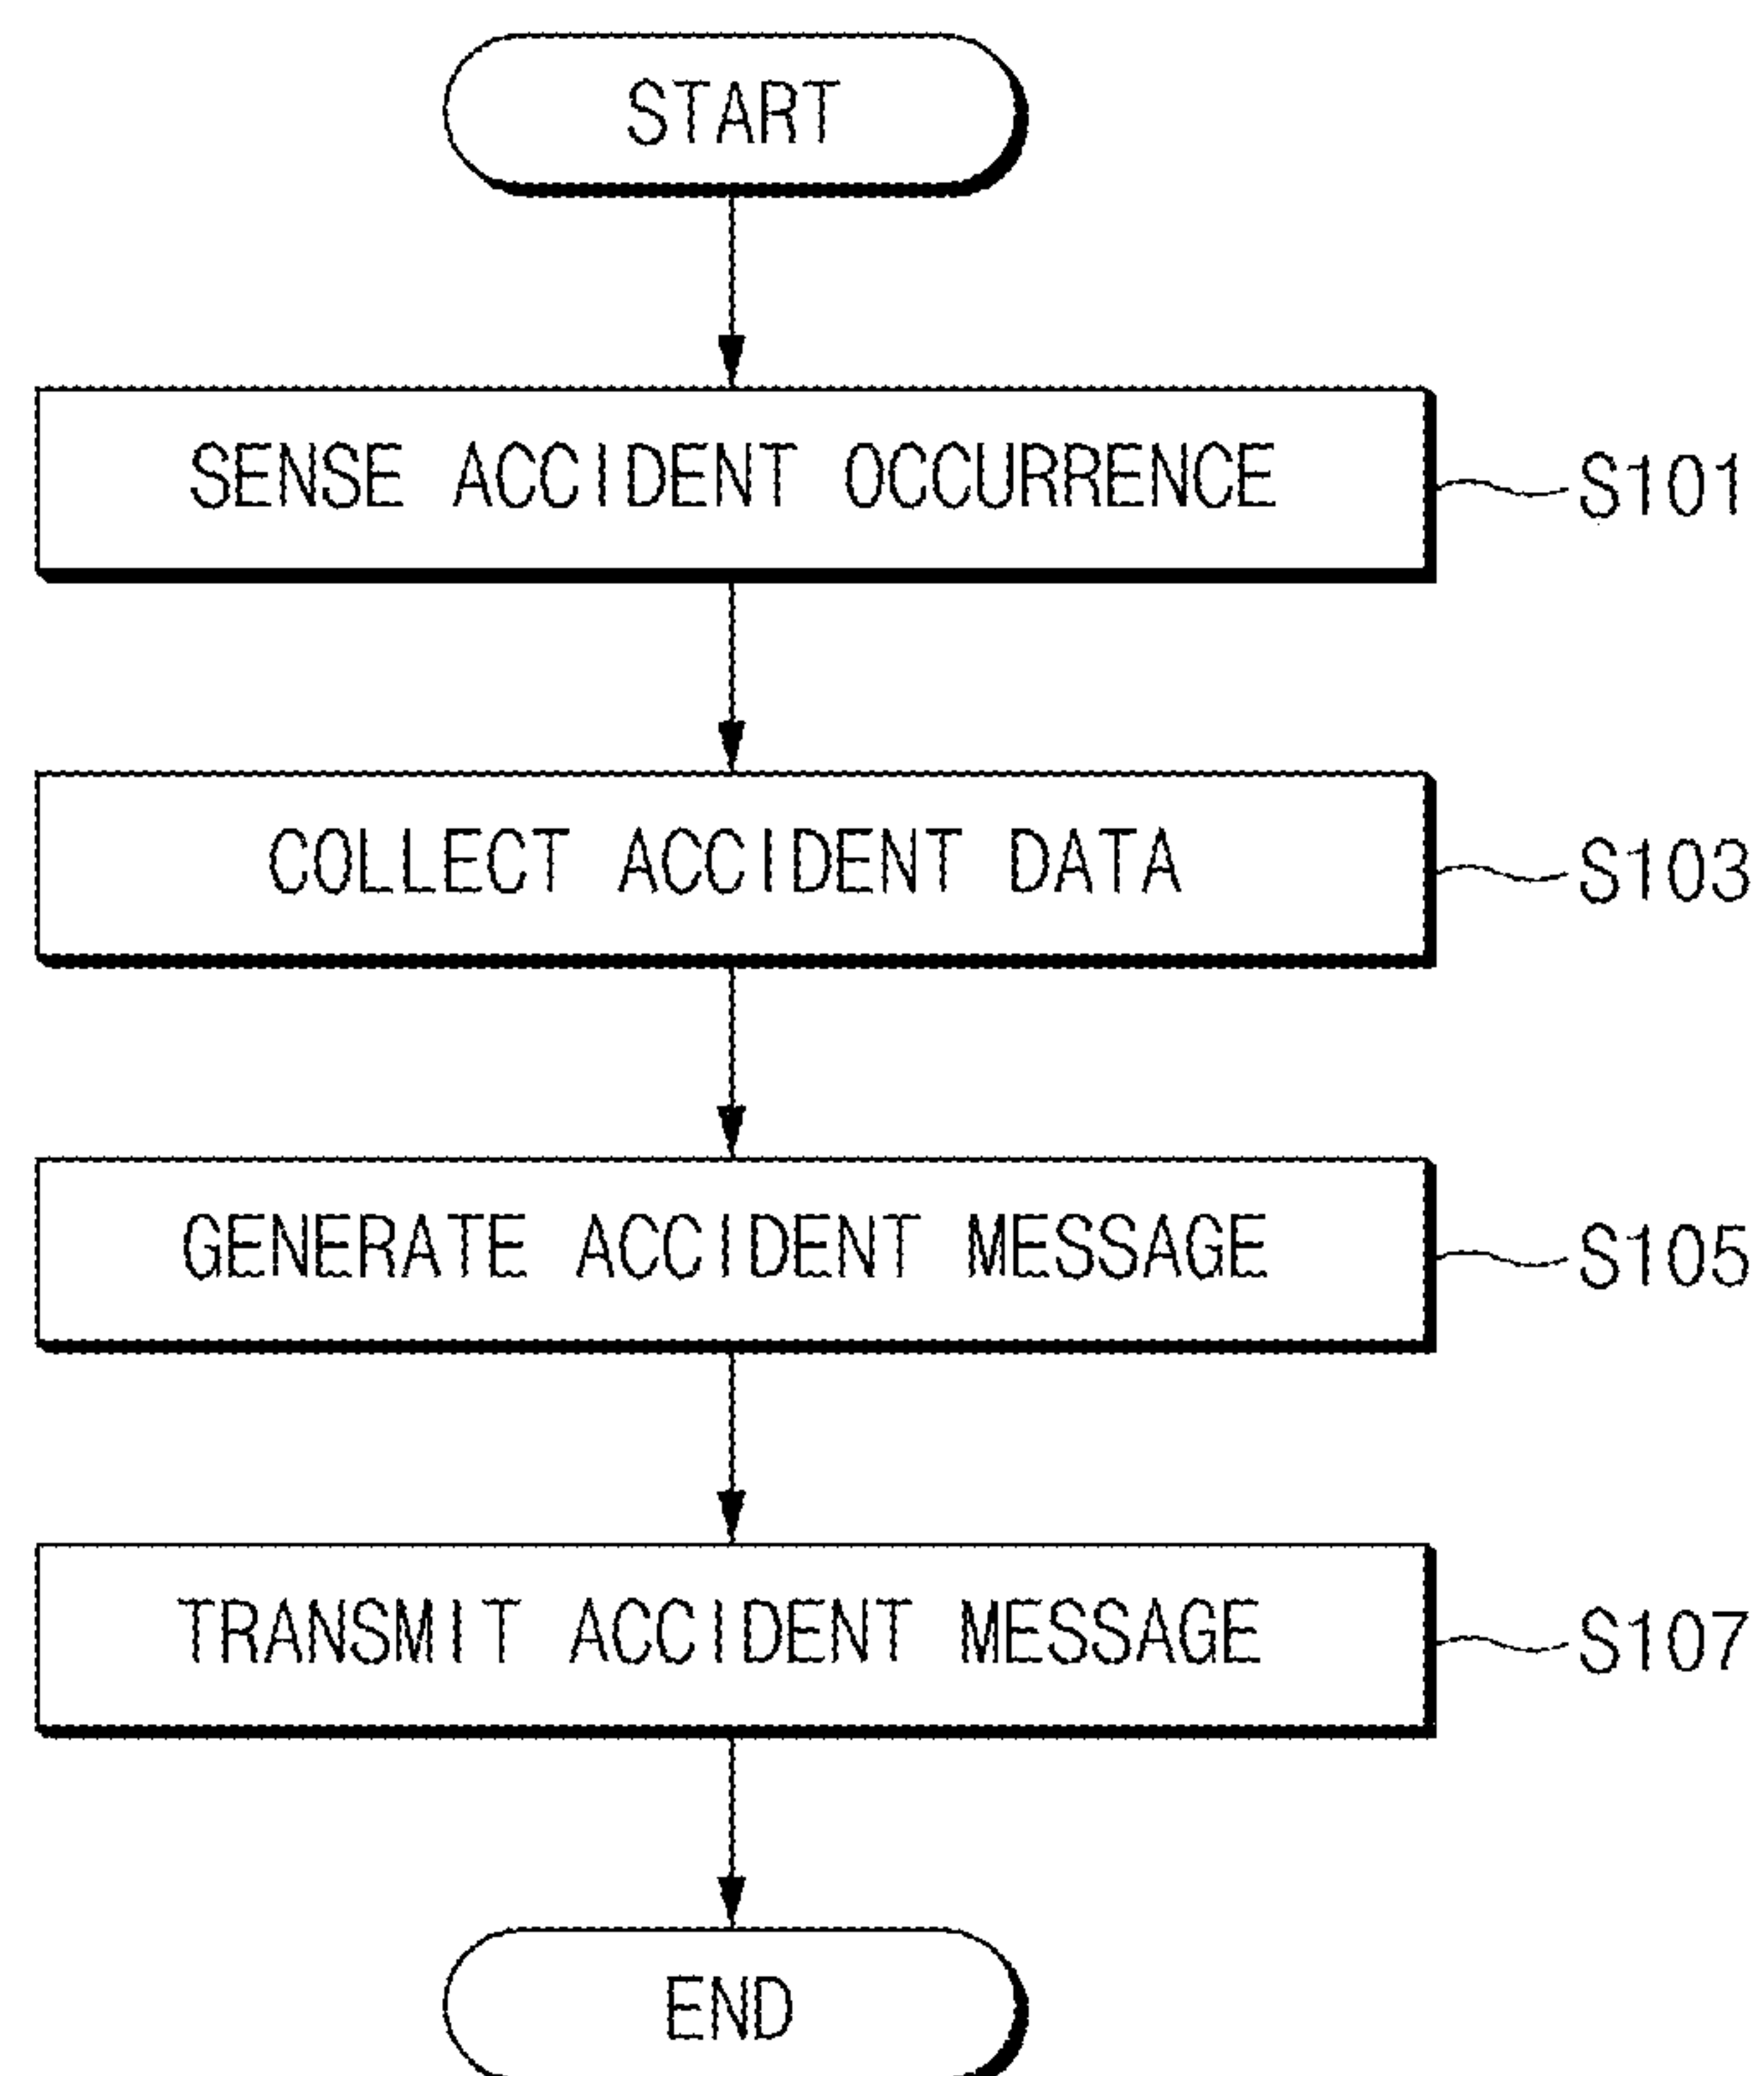 START
SENSE ACCIDENT OCCURRENCE
S101
COLLECT ACCIDENT DATA
S103
GENERATE ACCIDENT MESSAGE
S105
TRANSMIT ACCIDENT MESSAGE
S107
END